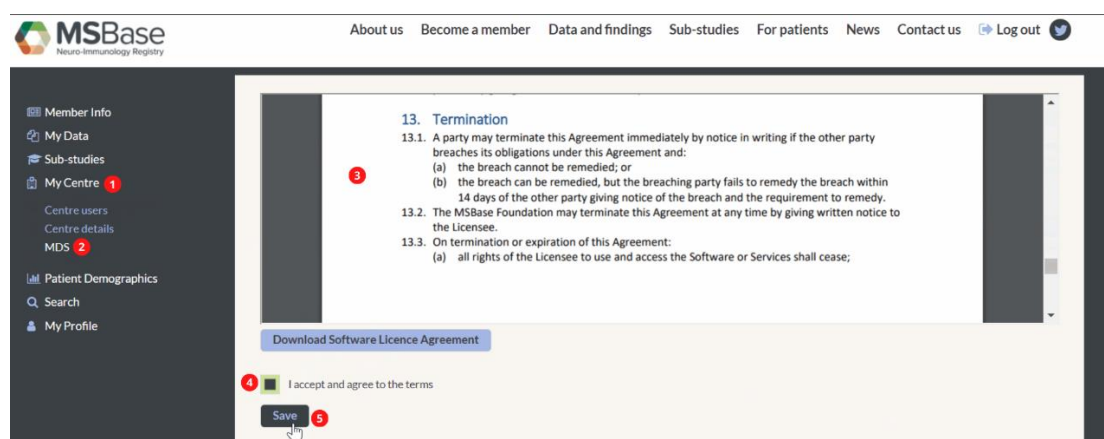 MSBase
Neuro-Immunology Registry
About us Become a member Data and findings Sub-studies For patients News Contact us Log out
Member Info
My Data
Sub-studies
My Centre 1
Centre users
Centre details
MDS 2
Patient Demographics
Search
My Profile
13. Termination
13.1. A party may terminate this Agreement immediately by notice in writing if the other party
breaches its obligations under this Agreement and:
3
(a) the breach cannot be remedied; or
(b) the breach can be remedied, but the breaching party fails to remedy the breach within
14 days of the other party giving notice of the breach and the requirement to remedy.
13.2. The MSBase Foundation may terminate this Agreement at any time by giving written notice to
the Licensee.
13.3. On termination or expiration of this Agreement:
(a) all rights of the Licensee to use and access the Software or Services shall cease;
Download Software Licence Agreement
4 I accept and agree to the terms
Save 5